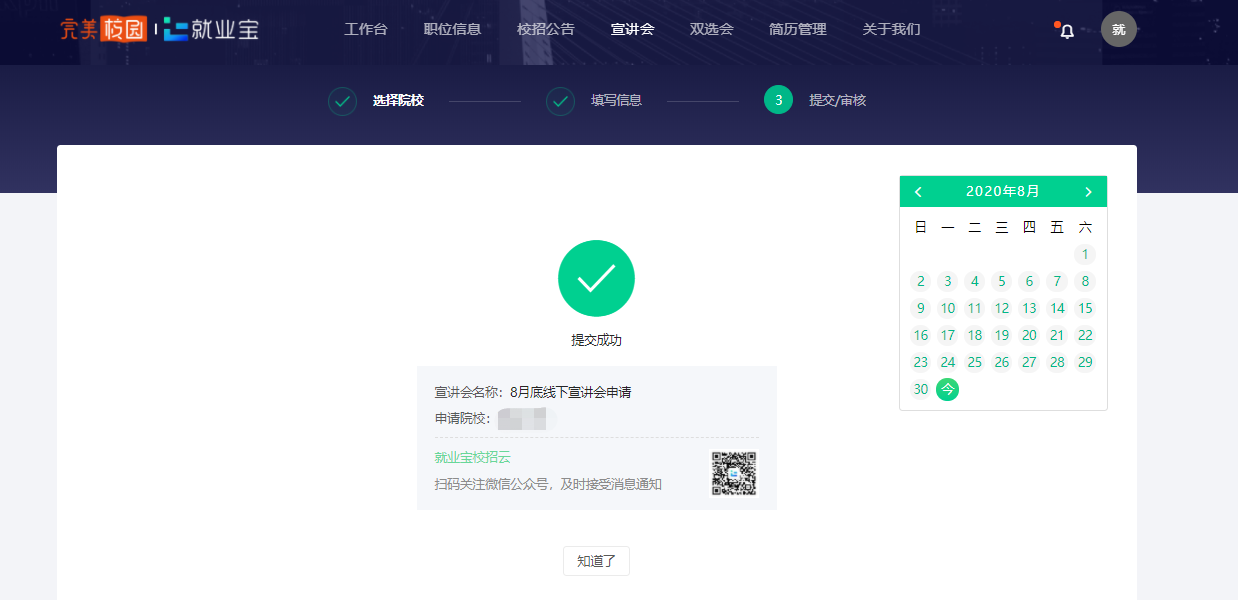 完美校园 就业宝
工作台 职位信息 校招公告 宣讲会 双选会 简历管理 关于我们
就
选择院校 填写信息 3 提交/审核
2020年8月
日 一 二 三 四 五 六
1
2 3 4 5 6 7 8
9 10 11 12 13 14 15
16 17 18 19 20 21 22
23 24 25 26 27 28 29
30 今
提交成功
宣讲会名称：8月底线下宣讲会申请
申请院校：
就业宝校招云
扫码关注微信公众号，及时接受消息通知
知道了